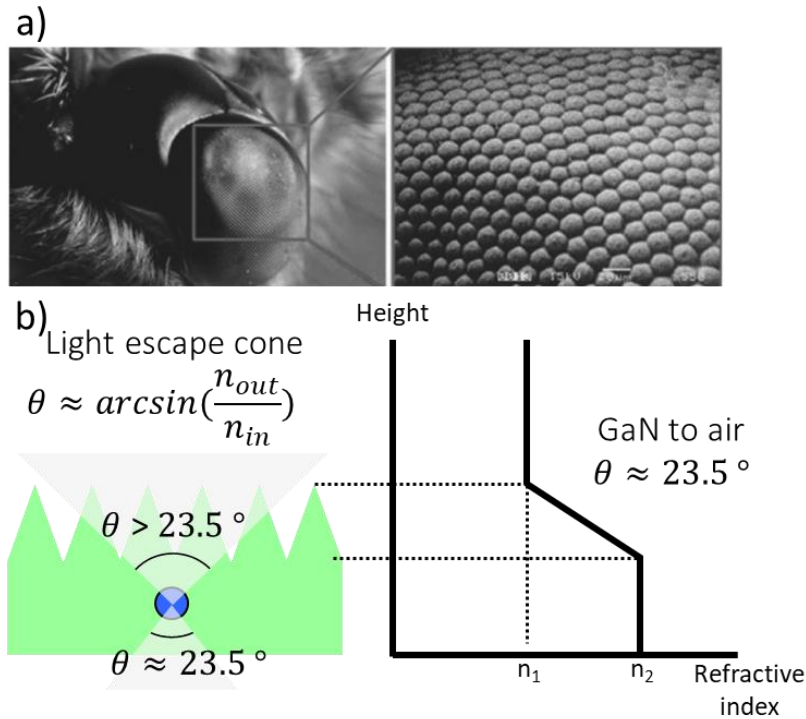 a)
15kV
b)
Light escape cone
θ ≈ arcsin(n_out/n_in)
Height
GaN to air
θ ≈ 23.5 °
θ > 23.5 °
θ ≈ 23.5 °
n₁
n₂
Refractive
index